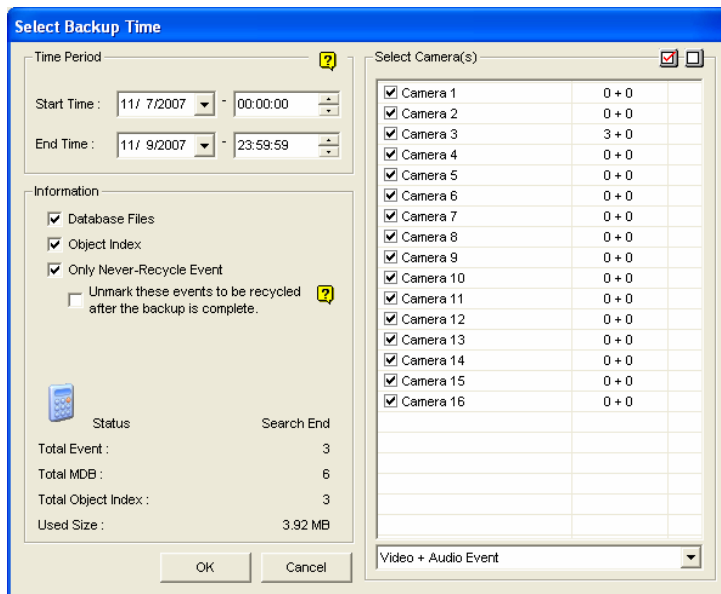 Select Backup Time
Time Period
Start Time : 11/ 7/2007 - 00:00:00
End Time : 11/ 9/2007 - 23:59:59
Information
Database Files
Object Index
Only Never-Recycle Event
Unmark these events to be recycled
after the backup is complete.
Status Search End
Total Event : 3
Total MDB : 6
Total Object Index : 3
Used Size : 3.92 MB
OK Cancel
Select Camera(s)
Camera 1 0 + 0
Camera 2 0 + 0
Camera 3 3 + 0
Camera 4 0 + 0
Camera 5 0 + 0
Camera 6 0 + 0
Camera 7 0 + 0
Camera 8 0 + 0
Camera 9 0 + 0
Camera 10 0 + 0
Camera 11 0 + 0
Camera 12 0 + 0
Camera 13 0 + 0
Camera 14 0 + 0
Camera 15 0 + 0
Camera 16 0 + 0
Video + Audio Event